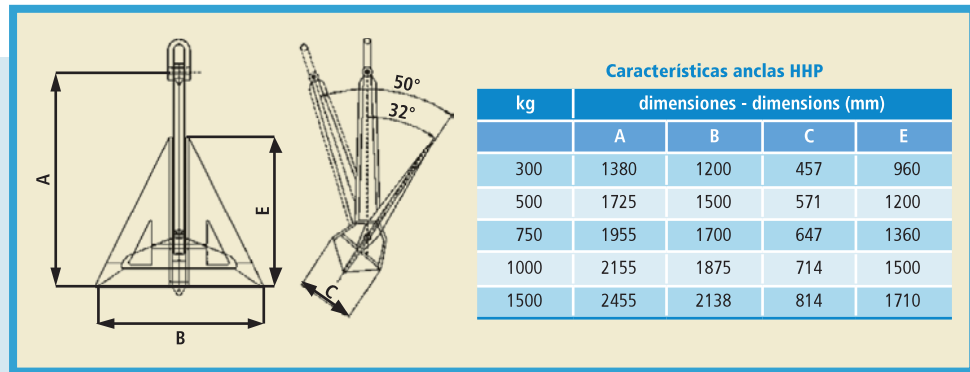 A
E
B
50°
32°
C
Características anclas HHP
kg dimensiones - dimensions (mm)
A B C E
300 1380 1200 457 960
500 1725 1500 571 1200
750 1955 1700 647 1360
1000 2155 1875 714 1500
1500 2455 2138 814 1710